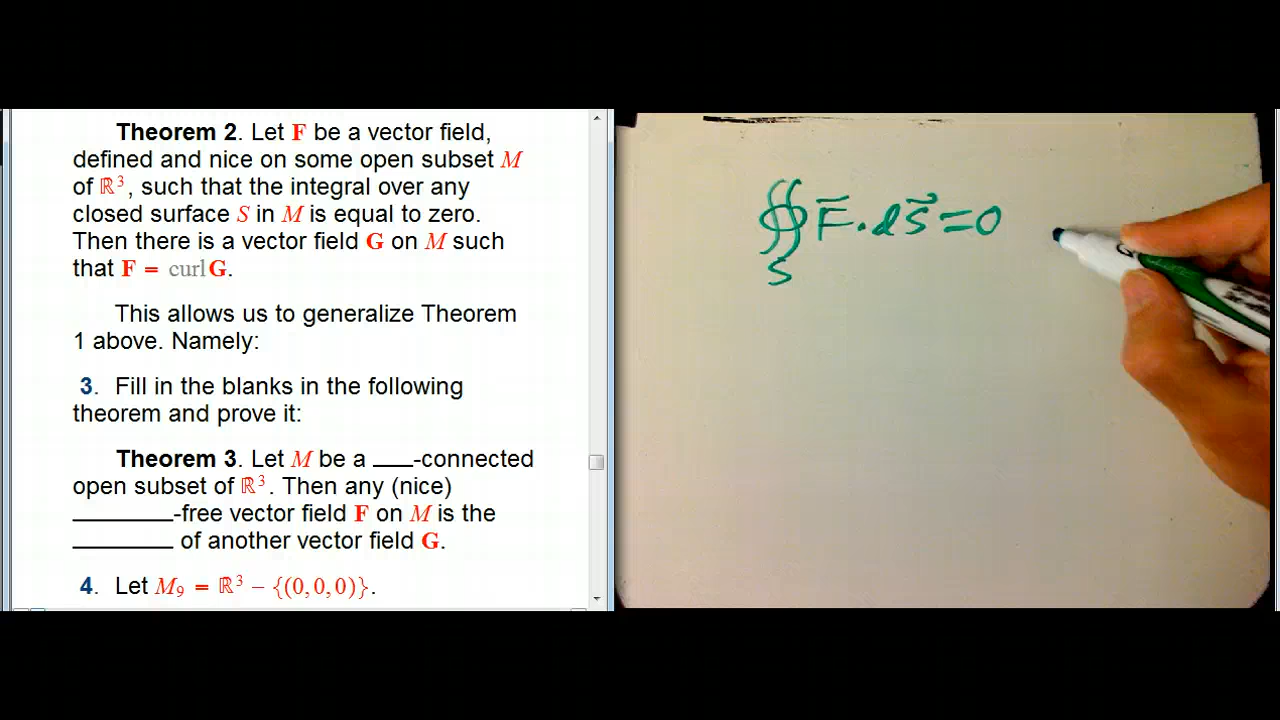 Theorem 2. Let F be a vector field,
defined and nice on some open subset M
of ℝ³, such that the integral over any
closed surface S in M is equal to zero.
Then there is a vector field G on M such
that F = curl G.
This allows us to generalize Theorem
1 above. Namely:
3. Fill in the blanks in the following
theorem and prove it:
Theorem 3. Let M be a ___-connected
open subset of ℝ³. Then any (nice)
________-free vector field F on M is the
________ of another vector field G.
4. Let M₉ = ℝ³ − {(0,0,0)}.
∯_S F̅ · dS⃗ = 0